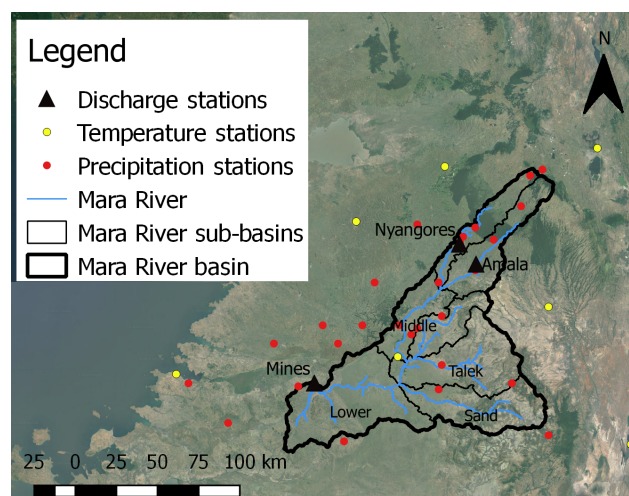 Legend
Discharge stations
Temperature stations
Precipitation stations
Mara River
Mara River sub-basins
Mara River basin
N
Nyangores
Amala
Middle
Mines
Talek
Lower
Sand
25 0 25 50 75 100 km